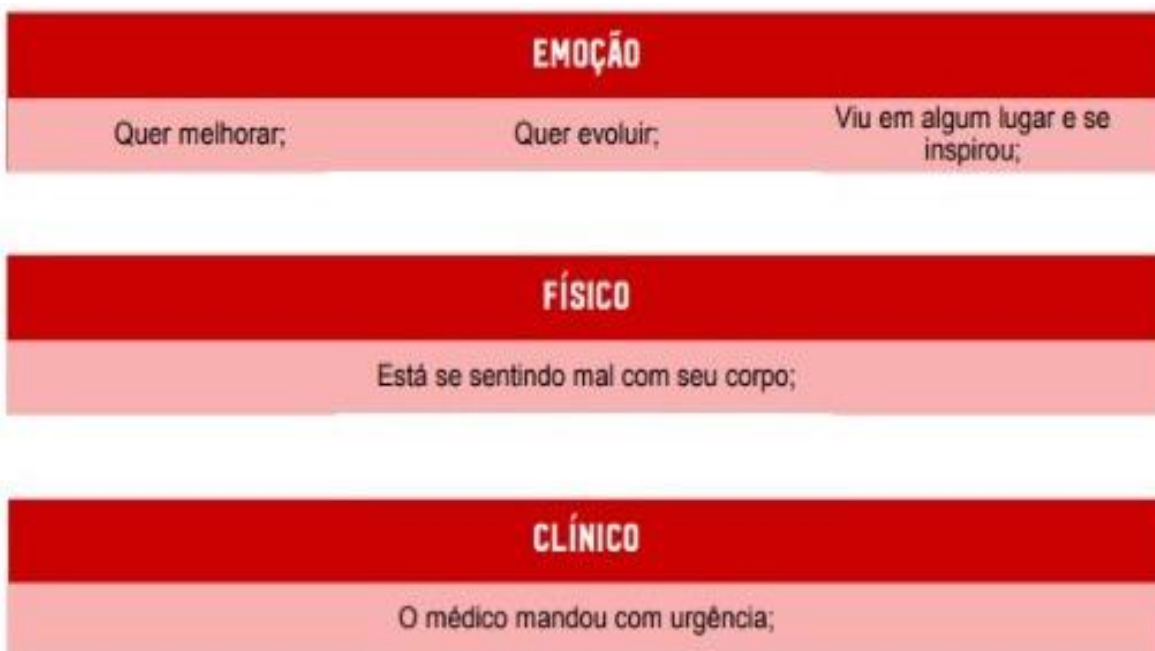 EMOÇÃO
Quer melhorar;
Quer evoluir;
Viu em algum lugar e se
inspirou;
FÍSICO
Está se sentindo mal com seu corpo;
CLÍNICO
O médico mandou com urgência;